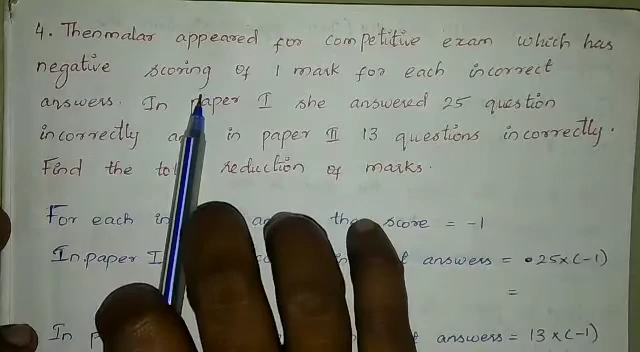 4. Thenmalar appeared for competitive exam which has
negative scoring of 1 mark for each incorrect
answers. In paper I she answered 25 question
incorrectly in paper II 13 questions incorrectly.
Find the reduction of marks.
For each the score = -1
In paper I answers = 25×(-1)
=
In answers = 13×(-1)